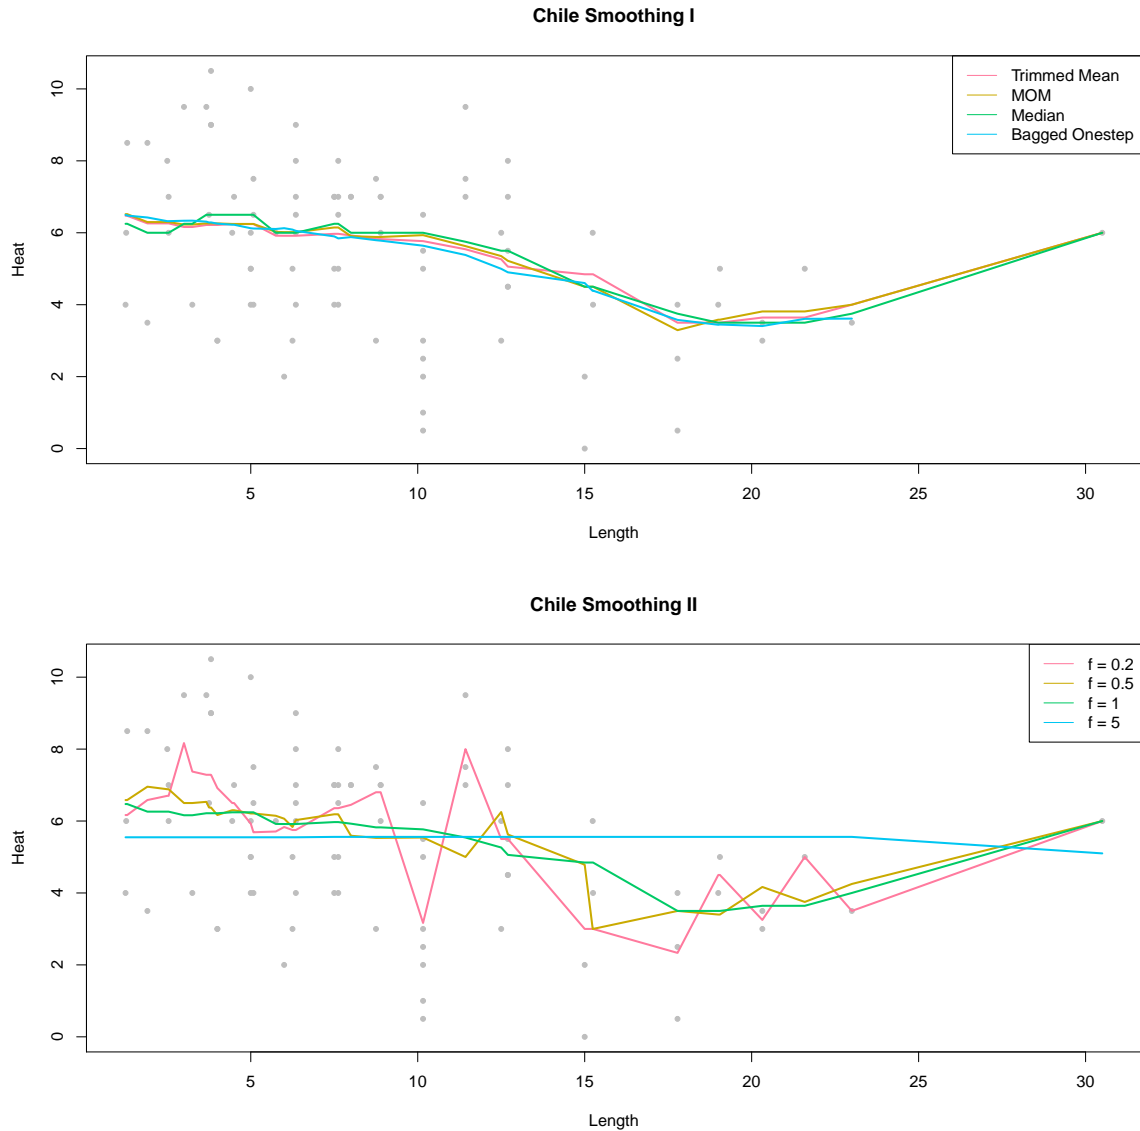 Chile Smoothing I
Heat
0
2
4
6
8
10
Trimmed Mean
MOM
Median
Bagged Onestep
5
10
15
20
25
30
Length
Chile Smoothing II
Heat
0
2
4
6
8
10
f = 0.2
f = 0.5
f = 1
f = 5
5
10
15
20
25
30
Length